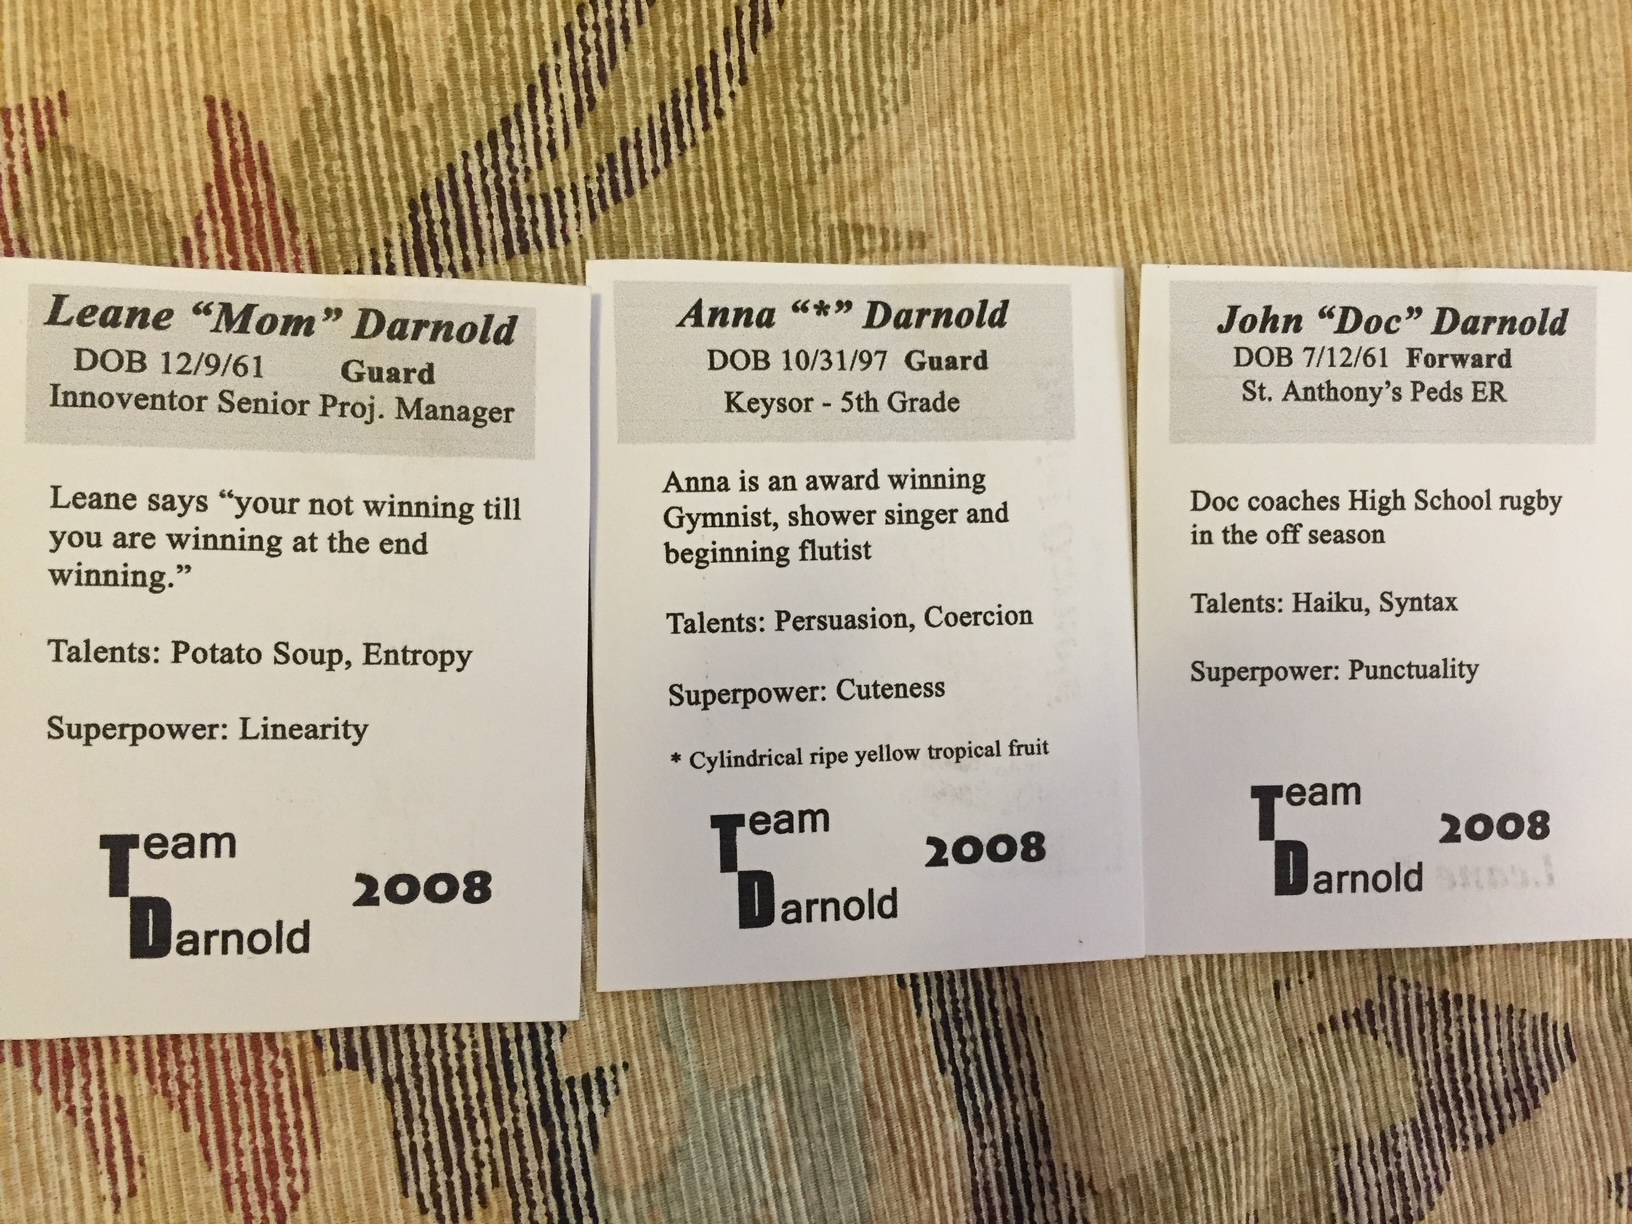 Leane “Mom” Darnold
DOB 12/9/61 Guard
Innoventor Senior Proj. Manager
Leane says “your not winning till
you are winning at the end
winning.”
Talents: Potato Soup, Entropy
Superpower: Linearity
Team
Darnold
2008
Anna “*” Darnold
DOB 10/31/97 Guard
Keysor - 5th Grade
Anna is an award winning
Gymnist, shower singer and
beginning flutist
Talents: Persuasion, Coercion
Superpower: Cuteness
* Cylindrical ripe yellow tropical fruit
Team
Darnold
2008
John “Doc” Darnold
DOB 7/12/61 Forward
St. Anthony’s Peds ER
Doc coaches High School rugby
in the off season
Talents: Haiku, Syntax
Superpower: Punctuality
Team
Darnold
2008